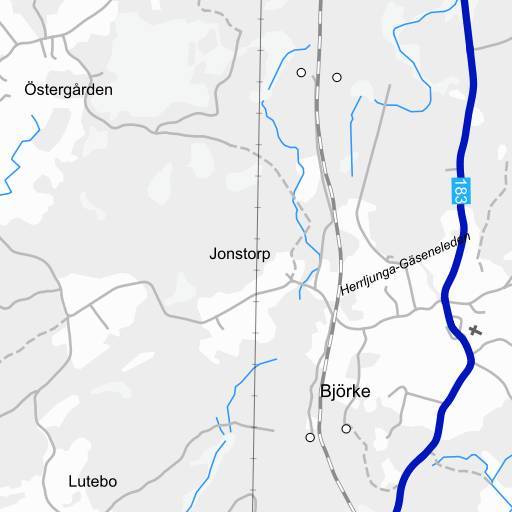 Östergården
183
Jonstorp
Herrljunga-Gäseneleden
Björke
Lutebo